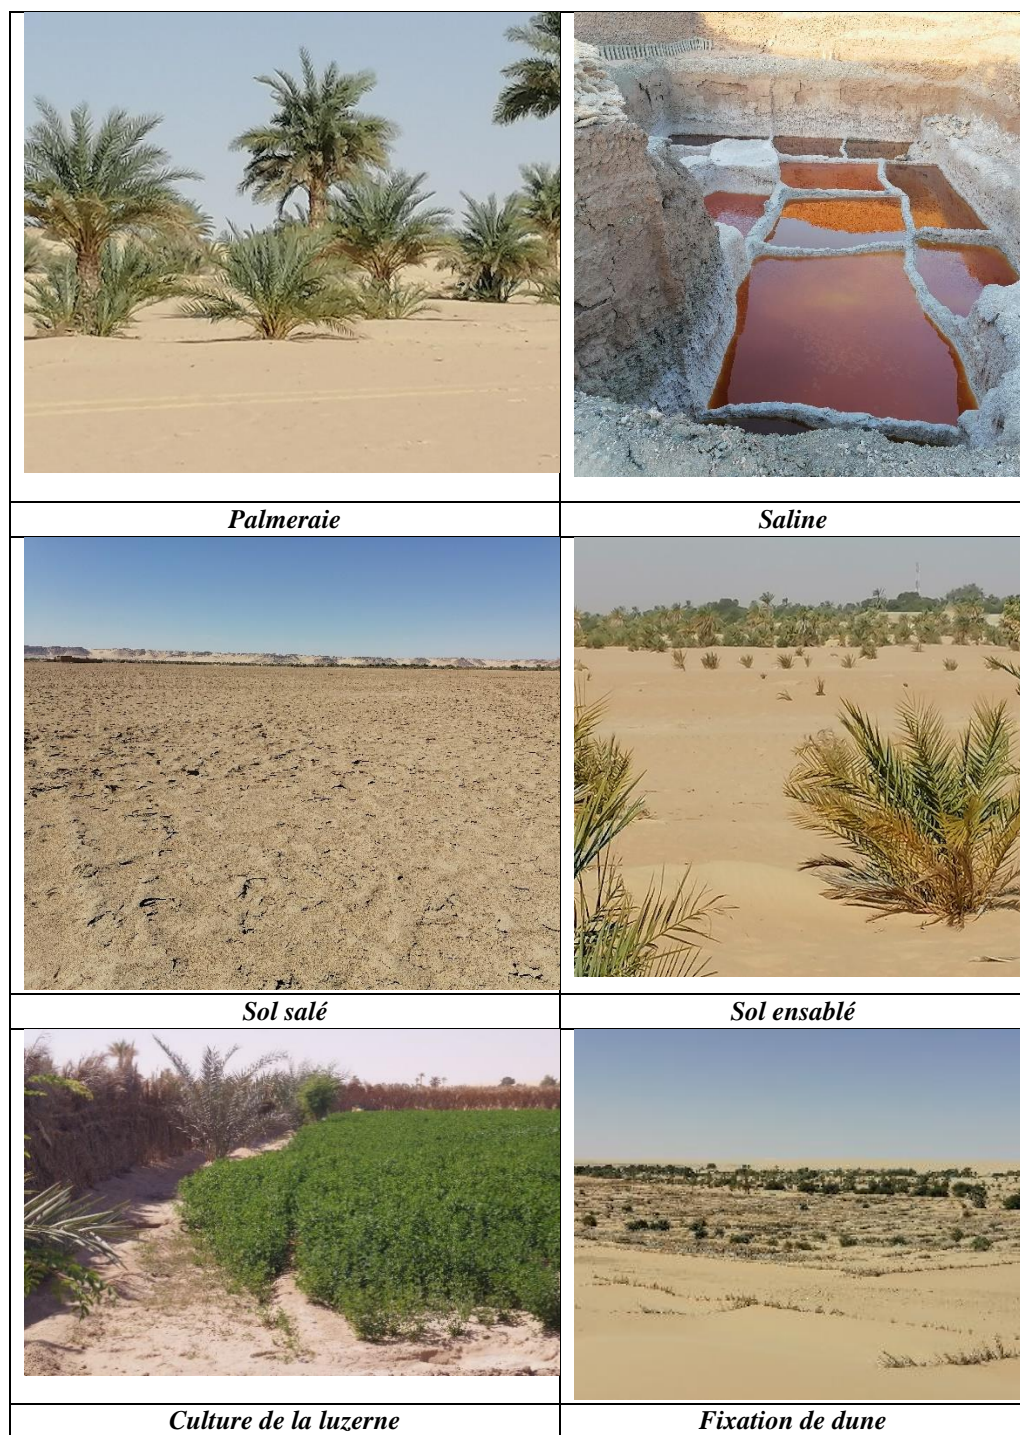 Palmeraie
Saline
Sol salé
Sol ensablé
Culture de la luzerne
Fixation de dune